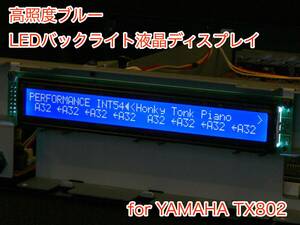 高照度ブルー
LEDバックライト液晶ディスプレイ
PERFORMANCE INT54◀<Honky Tonk Piano >
A32 ←A32 ←A32 ←A32 A32 ←A32 ←A32 ←A32
for YAMAHA TX802